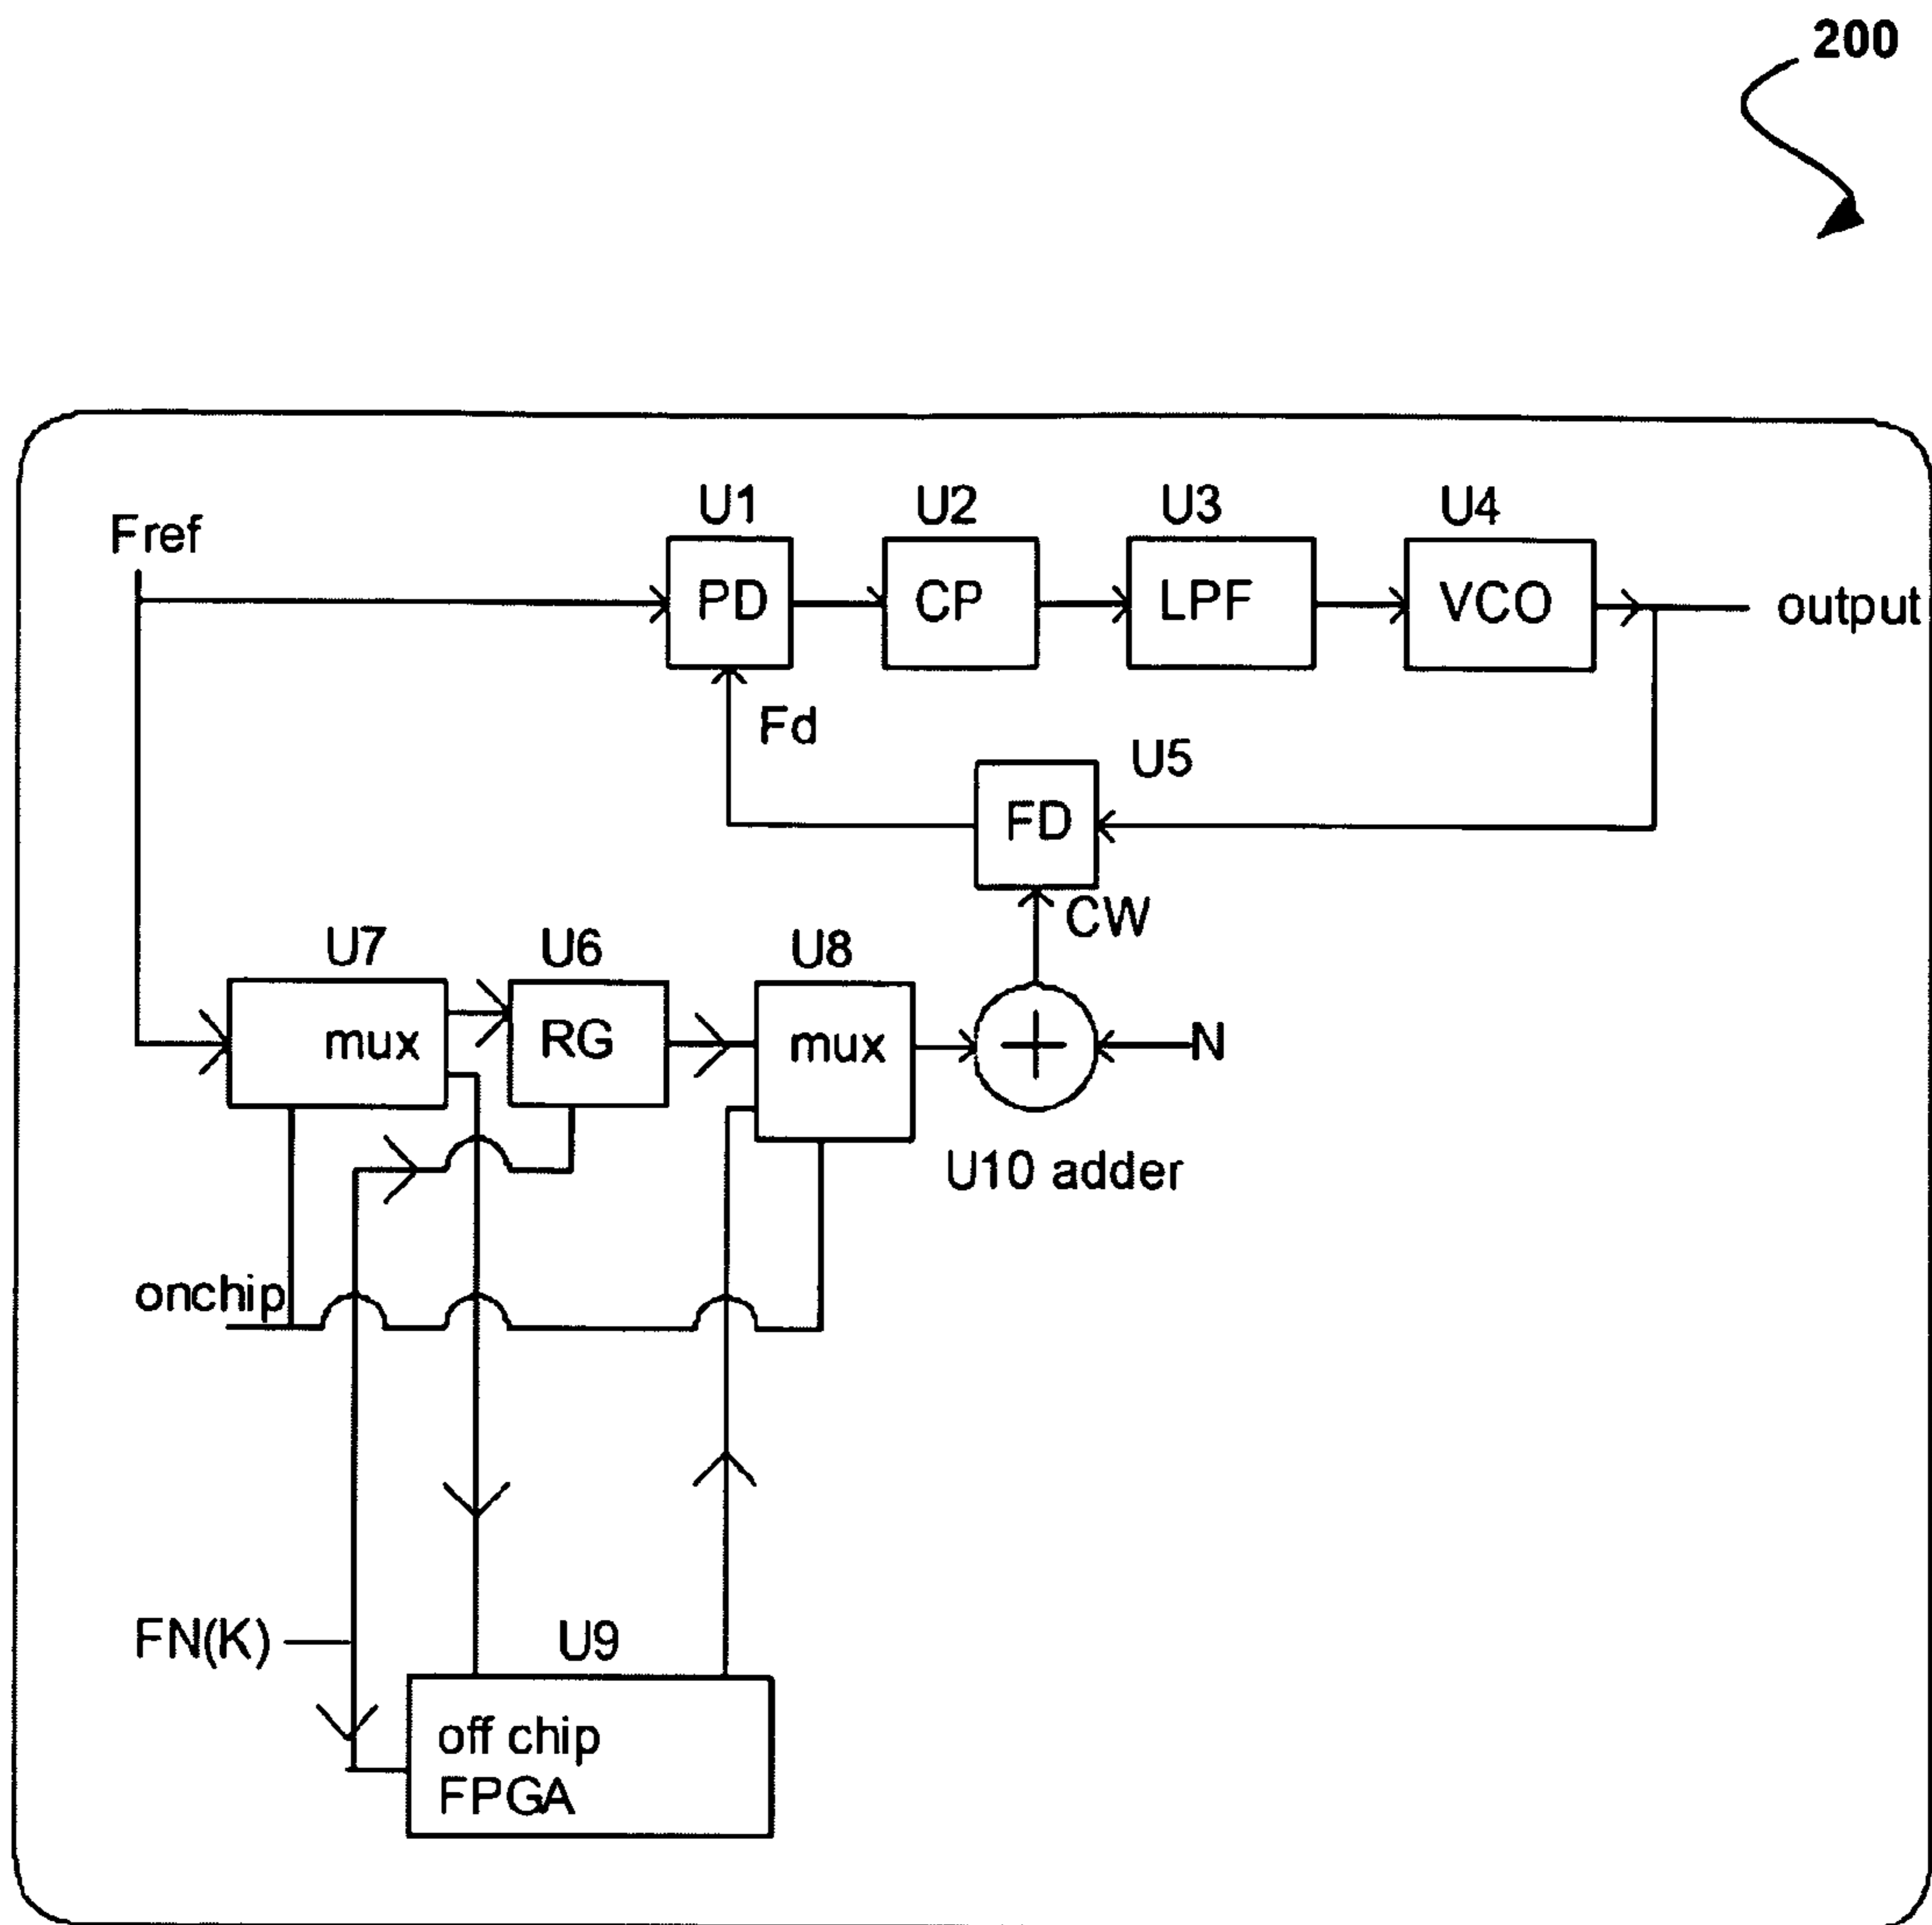 200
Fref
U1
U2
U3
U4
PD
CP
LPF
VCO
output
Fd
U5
FD
CW
U7
U6
U8
mux
RG
mux
N
U10 adder
onchip
FN(K)
U9
off chip
FPGA